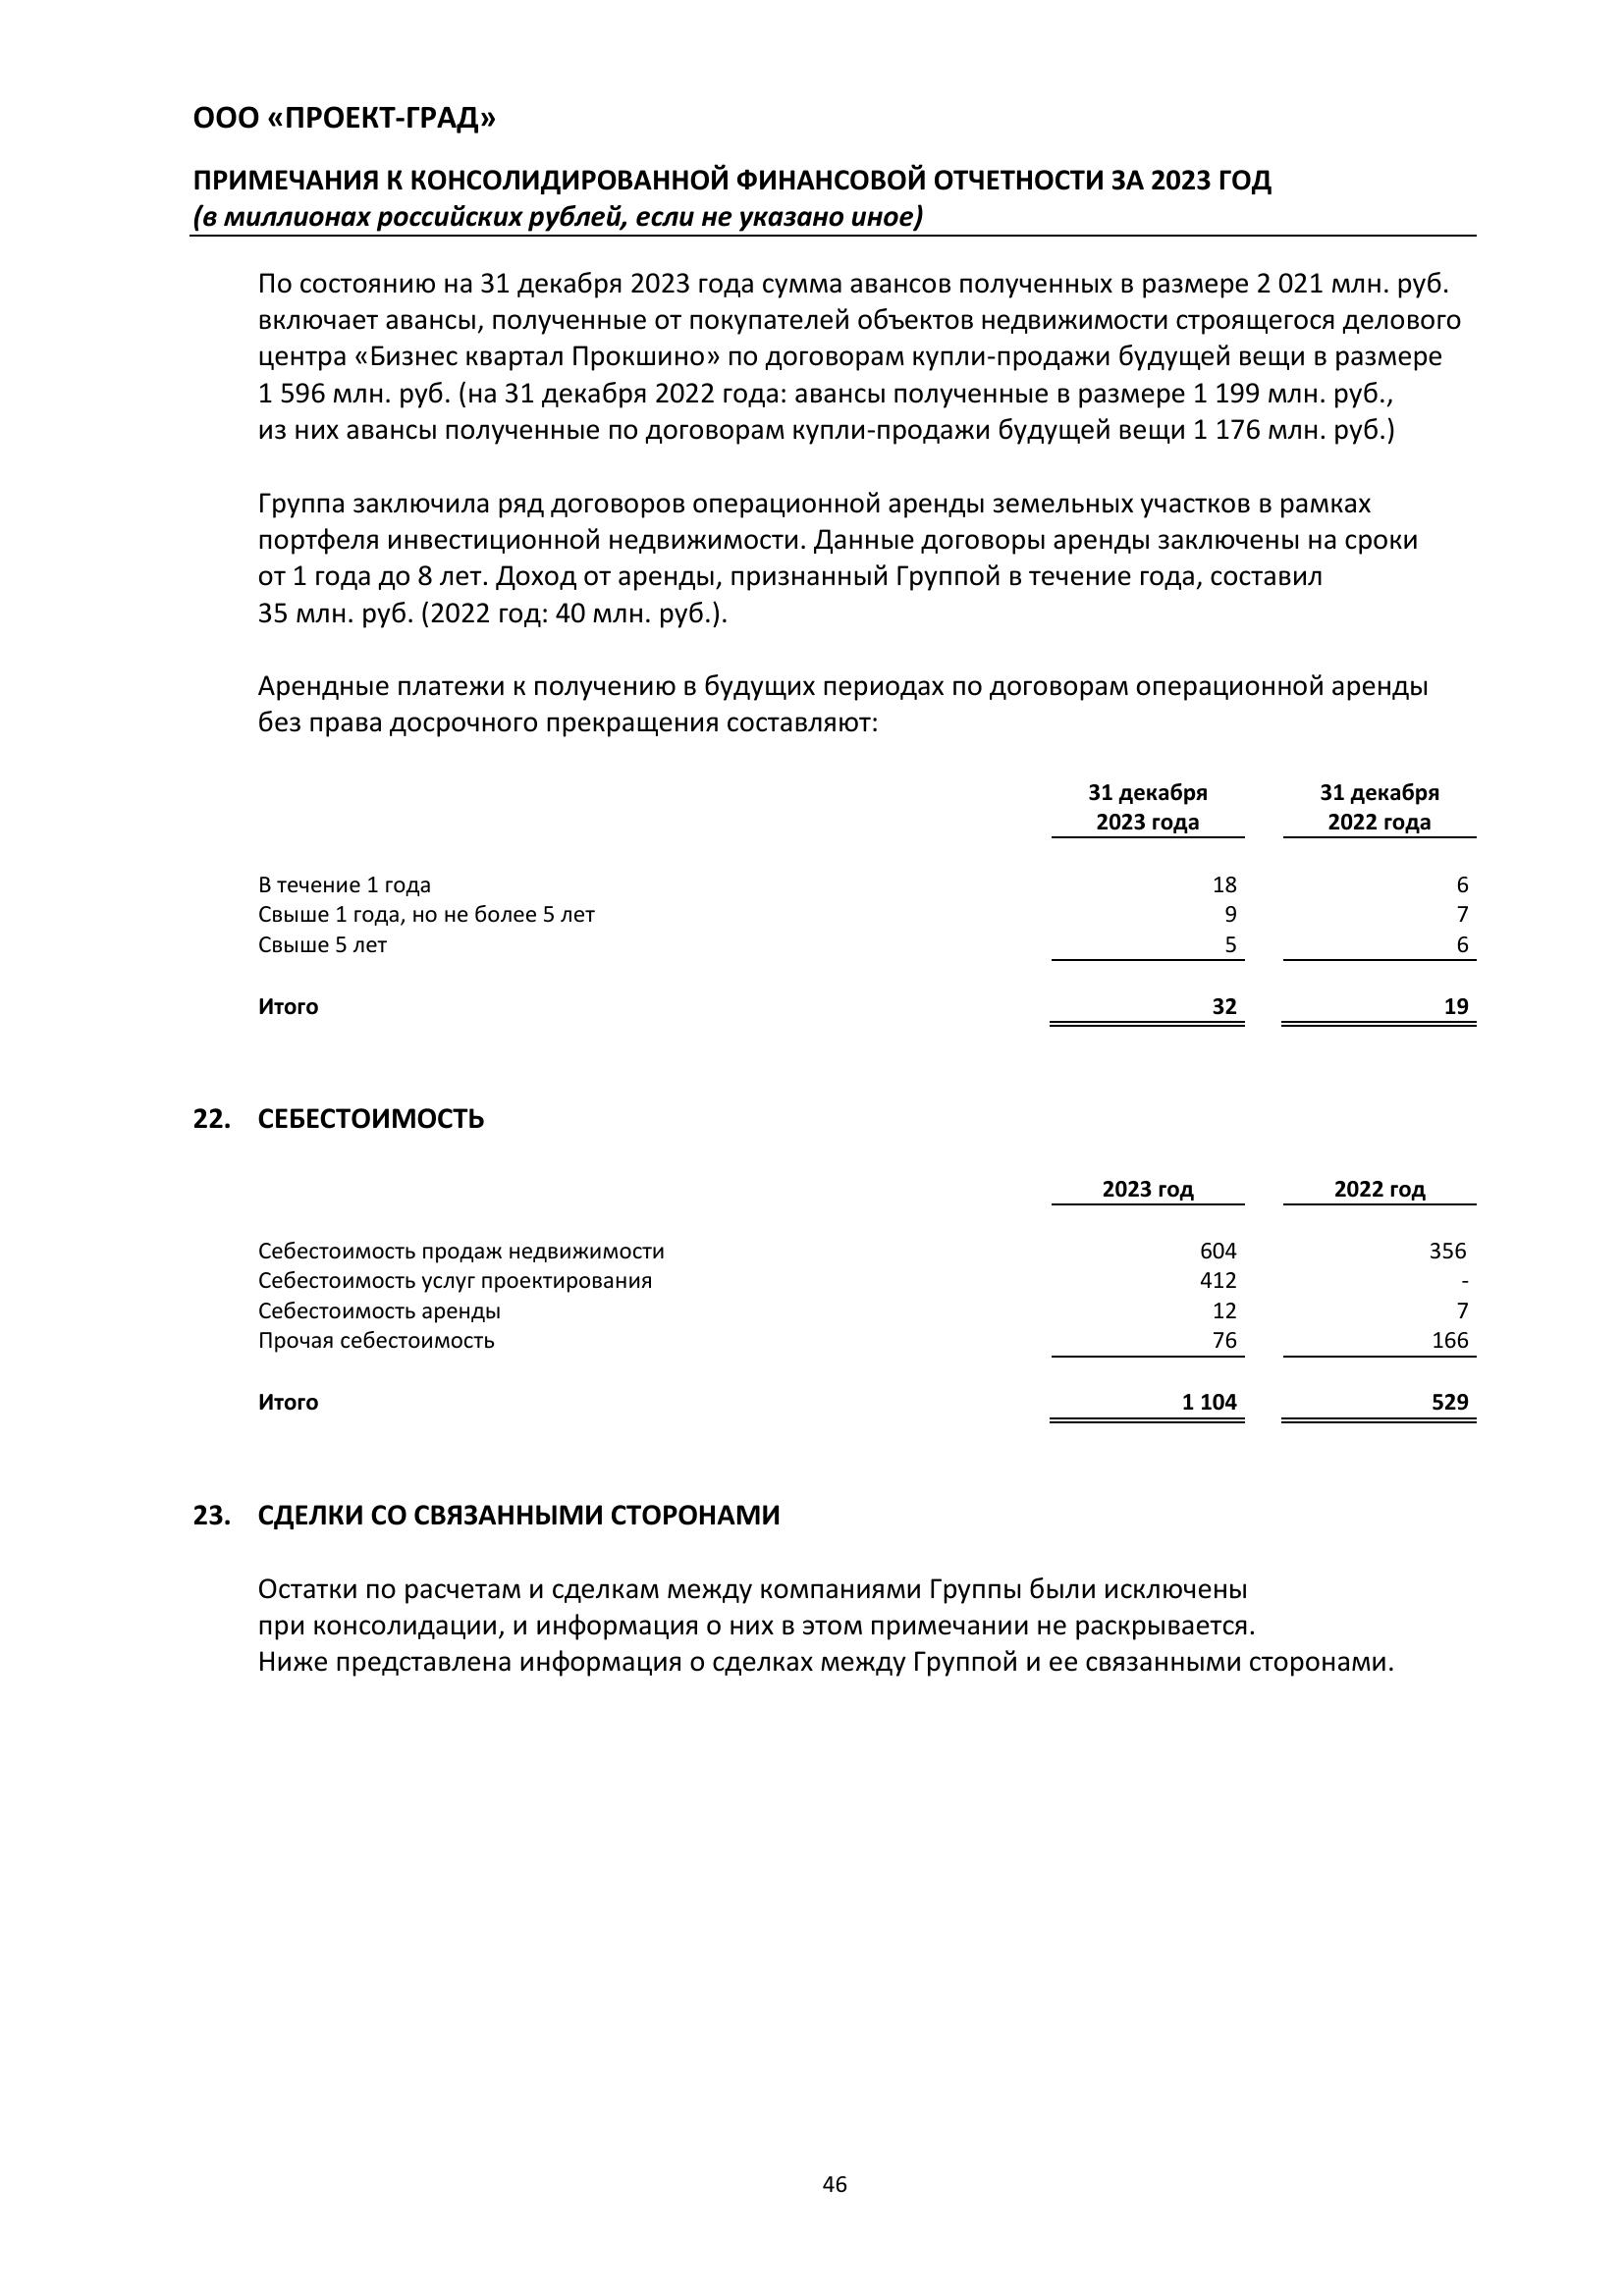 ООО «ПРОЕКТ-ГРАД»
ПРИМЕЧАНИЯ К КОНСОЛИДИРОВАННОЙ ФИНАНСОВОЙ ОТЧЕТНОСТИ ЗА 2023 ГОД
(в миллионах российских рублей, если не указано иное)
По состоянию на 31 декабря 2023 года сумма авансов полученных в размере 2 021 млн. руб.
включает авансы, полученные от покупателей объектов недвижимости строящегося делового
центра «Бизнес квартал Прокшино» по договорам купли-продажи будущей вещи в размере
1 596 млн. руб. (на 31 декабря 2022 года: авансы полученные в размере 1 199 млн. руб.,
из них авансы полученные по договорам купли-продажи будущей вещи 1 176 млн. руб.)
Группа заключила ряд договоров операционной аренды земельных участков в рамках
портфеля инвестиционной недвижимости. Данные договоры аренды заключены на сроки
от 1 года до 8 лет. Доход от аренды, признанный Группой в течение года, составил
35 млн. руб. (2022 год: 40 млн. руб.).
Арендные платежи к получению в будущих периодах по договорам операционной аренды
без права досрочного прекращения составляют:
31 декабря 31 декабря
2023 года 2022 года
В течение 1 года 18 6
Свыше 1 года, но не более 5 лет 9 7
Свыше 5 лет 5 6
Итого 32 19
22. СЕБЕСТОИМОСТЬ
2023 год 2022 год
Себестоимость продаж недвижимости 604 356
Себестоимость услуг проектирования 412 -
Себестоимость аренды 12 7
Прочая себестоимость 76 166
Итого 1 104 529
23. СДЕЛКИ СО СВЯЗАННЫМИ СТОРОНАМИ
Остатки по расчетам и сделкам между компаниями Группы были исключены
при консолидации, и информация о них в этом примечании не раскрывается.
Ниже представлена информация о сделках между Группой и ее связанными сторонами.
46